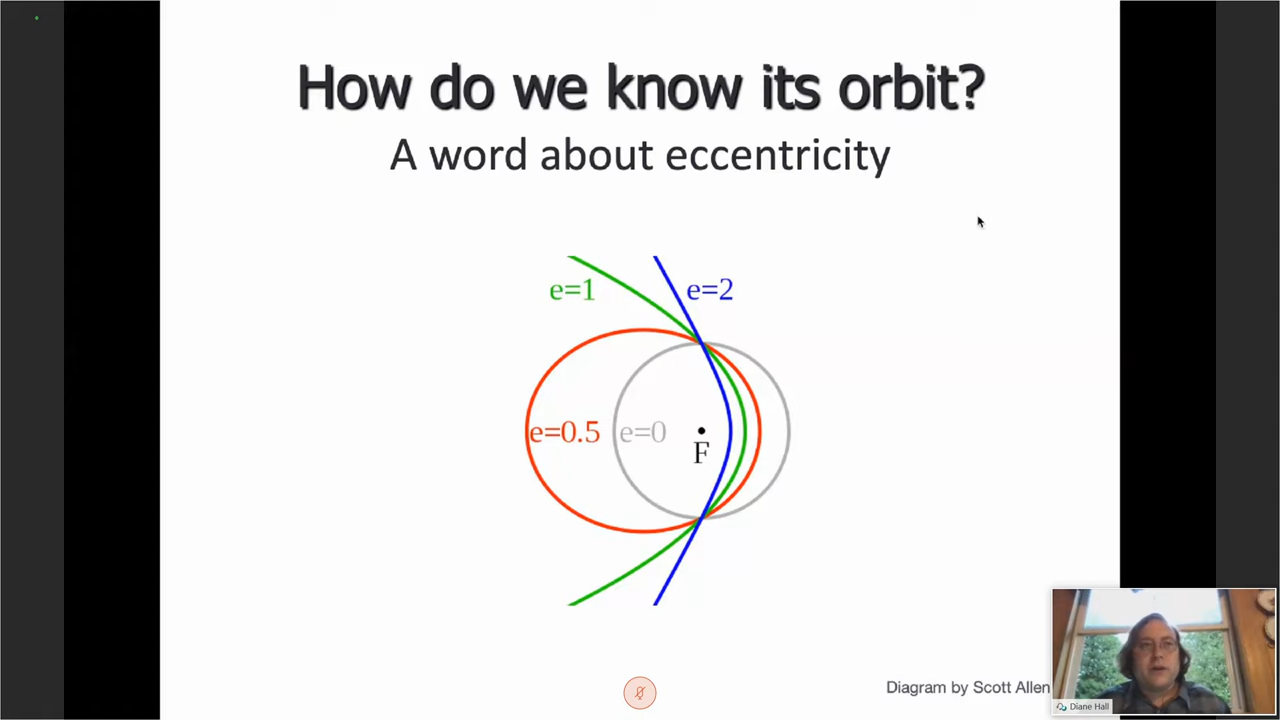 How do we know its orbit?
A word about eccentricity
e=1
e=2
e=0.5
e=0
F
Diagram by Scott Allen
Diane Hall